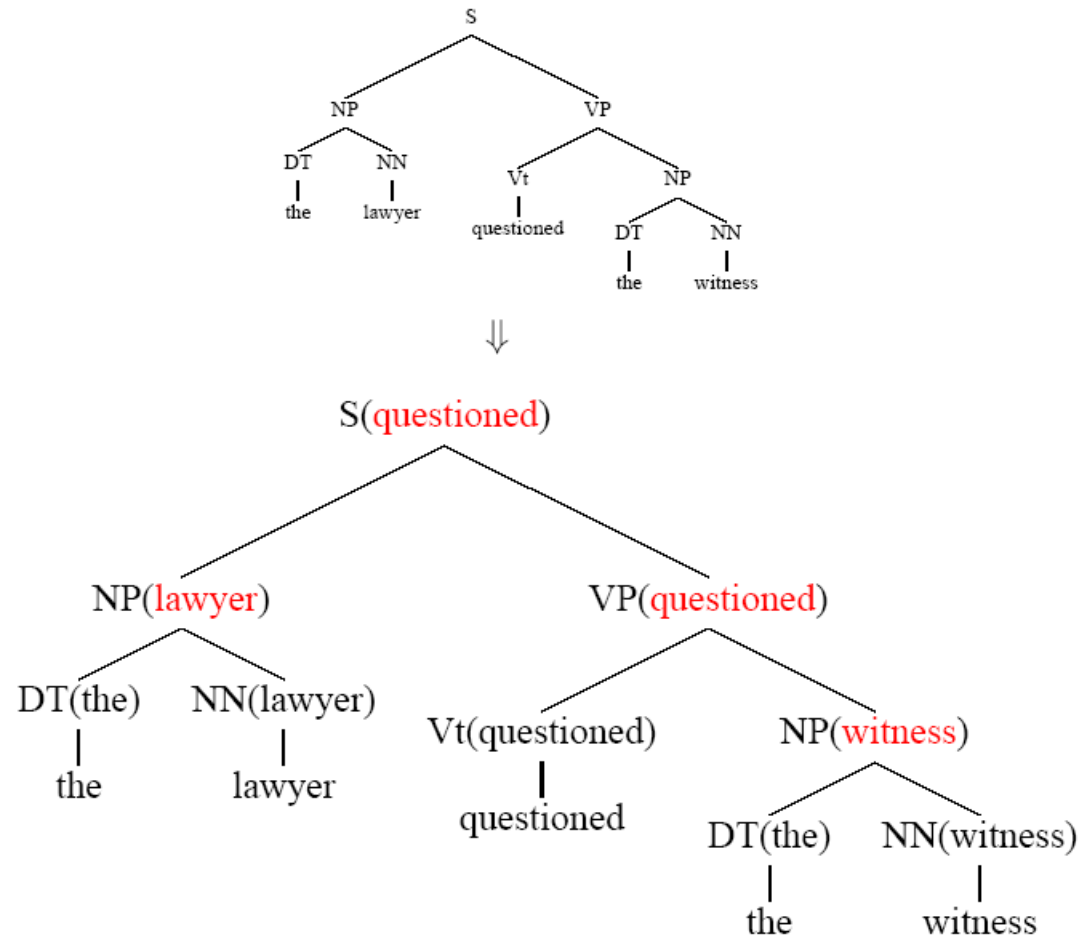 S
NP VP
DT NN Vt NP
the lawyer questioned DT NN
the witness
⇓
S(questioned)
NP(lawyer) VP(questioned)
DT(the) NN(lawyer) Vt(questioned) NP(witness)
the lawyer questioned DT(the) NN(witness)
the witness